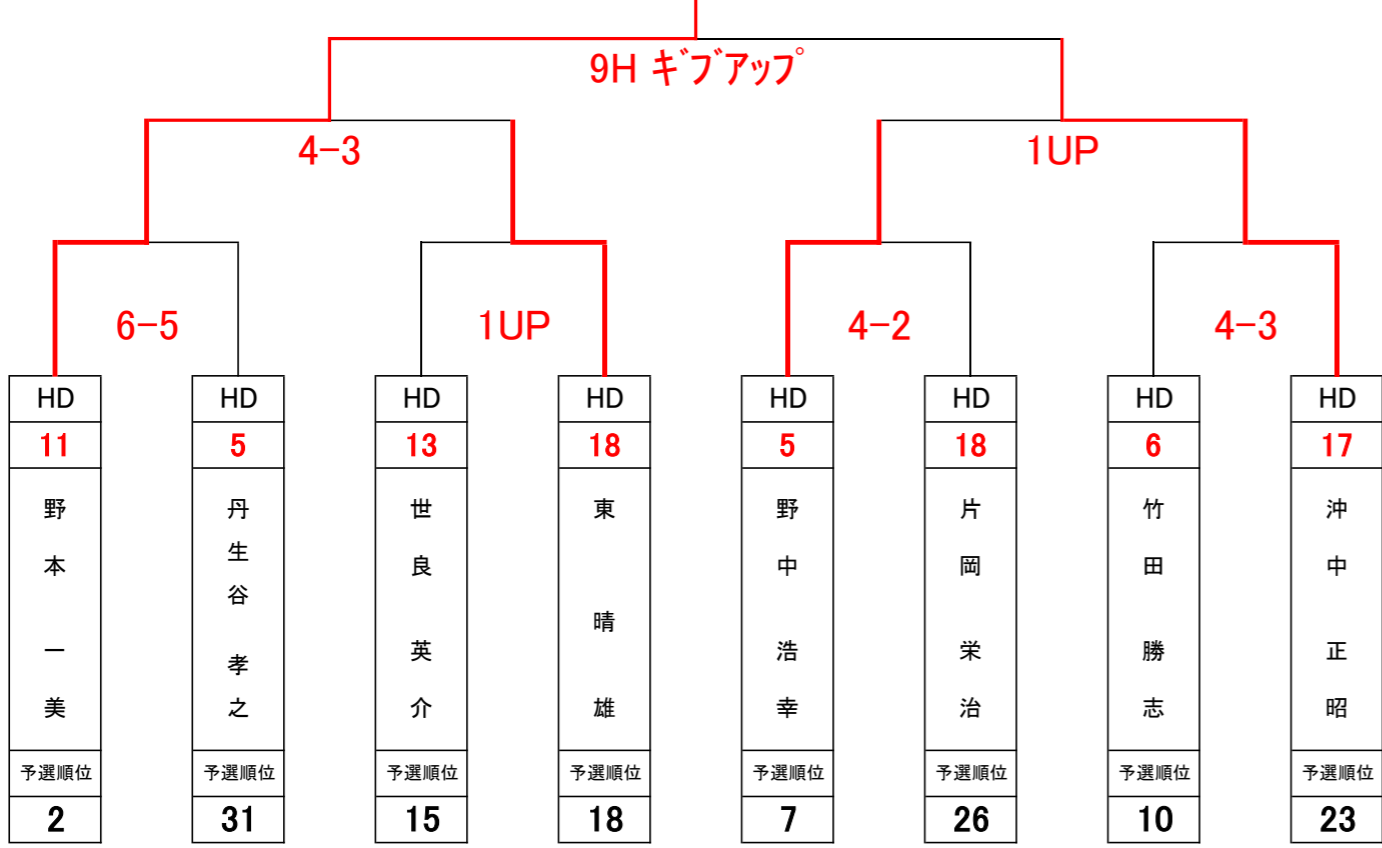 9H ギブアップ
4-3
1UP
6-5
1UP
4-2
4-3
HD HD HD HD HD HD HD HD
11 5 13 18 5 18 6 17
野本 一美
丹生谷 孝之
世良 英介
東 晴雄
野中 浩幸
片岡 栄治
竹田 勝志
沖中 正昭
予選順位 予選順位 予選順位 予選順位 予選順位 予選順位 予選順位 予選順位
2 31 15 18 7 26 10 23